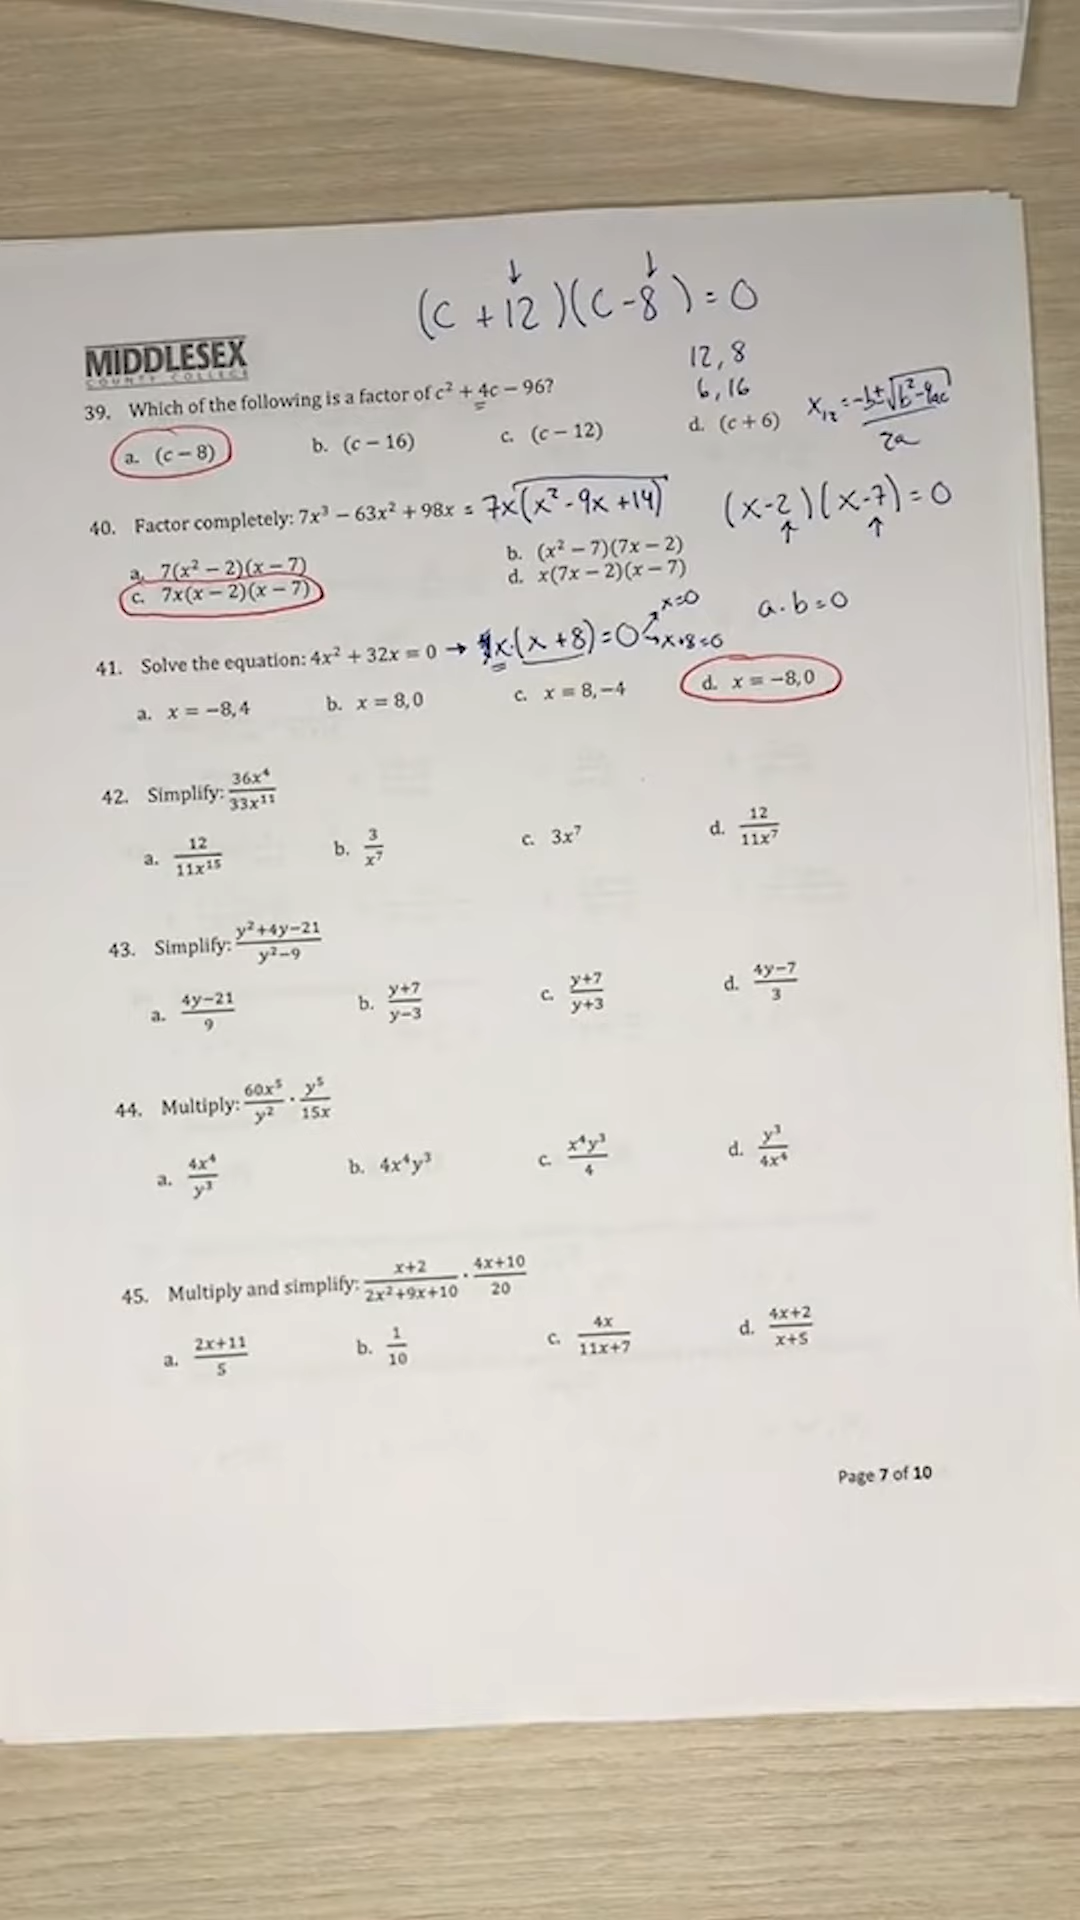 (c + 12)(c - 8) = 0
MIDDLESEX
COUNTY COLLEGE
12, 8
6, 16
39. Which of the following is a factor of c² + 4c − 96?
a. (c − 8) b. (c − 16) c. (c − 12) d. (c + 6)
x₁,₂ = -b ± √b² - 4ac / 2a
40. Factor completely: 7x³ − 63x² + 98x = 7x(x² - 9x + 14) (x-2)(x-7) = 0
a. 7(x² − 2)(x − 7) b. (x² − 7)(7x − 2)
c. 7x(x − 2)(x − 7) d. x(7x − 2)(x − 7)
a·b=0
41. Solve the equation: 4x² + 32x = 0 → x·(x + 8) = 0 x=0
x+8=0
a. x = −8, 4 b. x = 8, 0 c. x = 8, −4 d. x = −8, 0
42. Simplify: 36x⁴/33x¹¹
a. 12/11x¹⁵ b. 3/x⁷ c. 3x⁷ d. 12/11x⁷
43. Simplify: y²+4y−21/y²−9
a. 4y−21/9 b. y+7/y−3 c. y+7/y+3 d. 4y−7/3
44. Multiply: 60x⁵/y² · y⁵/15x
a. 4x⁴/y³ b. 4x⁴y³ c. x⁴y³/4 d. y³/4x⁴
45. Multiply and simplify: x+2/2x²+9x+10 · 4x+10/20
a. 2x+11/5 b. 1/10 c. 4x/11x+7 d. 4x+2/x+5
Page 7 of 10